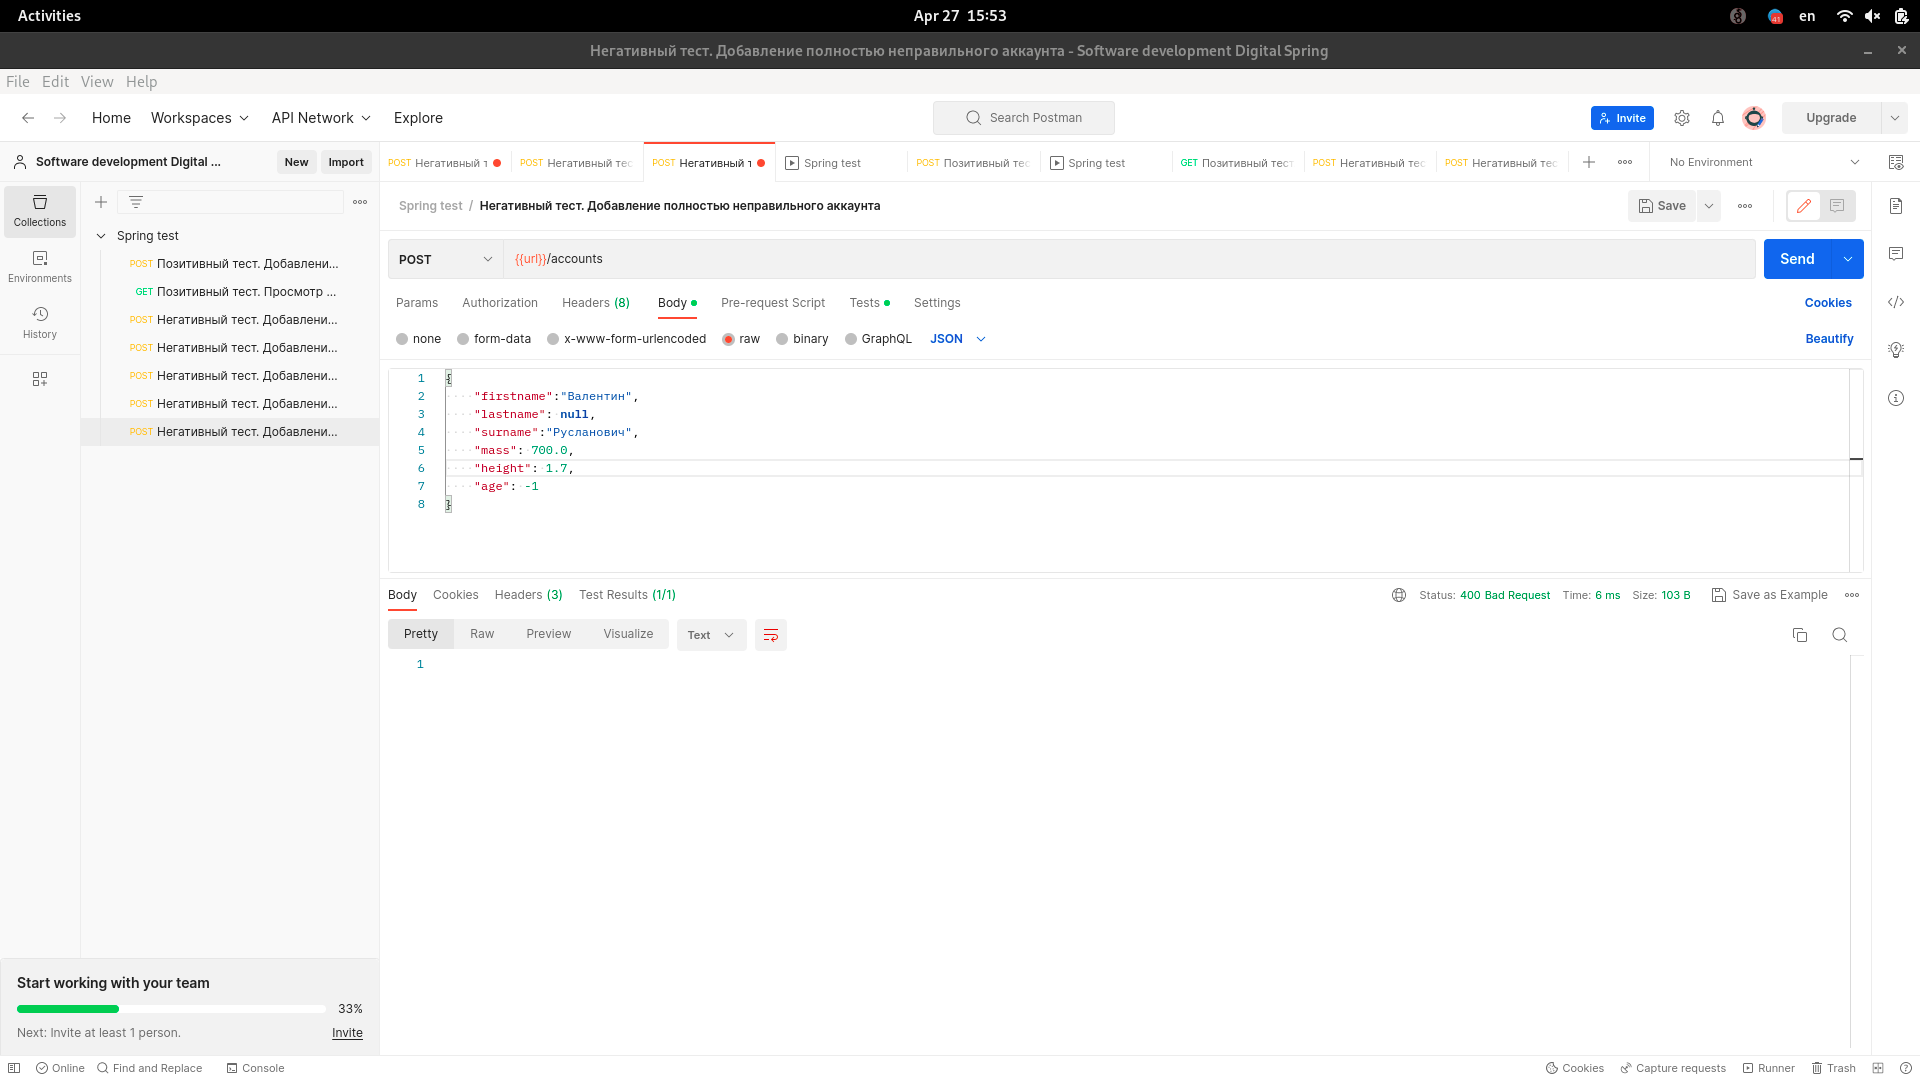 Activities
Apr 27 15:53
41
en
Негативный тест. Добавление полностью неправильного аккаунта - Software development Digital Spring
File Edit View Help
Home Workspaces API Network Explore
Search Postman
Invite
Upgrade
Software development Digital ...
New Import
POST Негативный т
POST Негативный тес
POST Негативный т
Spring test
POST Позитивный тес
Spring test
GET Позитивный тест
POST Негативный тес
POST Негативный тес
No Environment
Collections
Environments
History
Spring test
POST Позитивный тест. Добавлени...
GET Позитивный тест. Просмотр ...
POST Негативный тест. Добавлени...
POST Негативный тест. Добавлени...
POST Негативный тест. Добавлени...
POST Негативный тест. Добавлени...
POST Негативный тест. Добавлени...
Spring test / Негативный тест. Добавление полностью неправильного аккаунта
Save
POST {{url}}/accounts
Send
Params Authorization Headers (8) Body Pre-request Script Tests Settings
Cookies
none form-data x-www-form-urlencoded raw binary GraphQL JSON
Beautify
1 {
2 "firstname":"Валентин",
3 "lastname": null,
4 "surname":"Русланович",
5 "mass": 700.0,
6 "height": 1.7,
7 "age": -1
8 }
Body Cookies Headers (3) Test Results (1/1)
Status: 400 Bad Request Time: 6 ms Size: 103 B Save as Example
Pretty Raw Preview Visualize Text
1
Start working with your team
33%
Next: Invite at least 1 person. Invite
Online Find and Replace Console
Cookies Capture requests Runner Trash